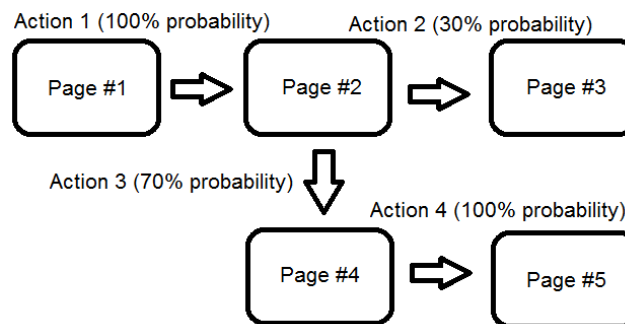 Action 1 (100% probability)
Action 2 (30% probability)
Page #1
Page #2
Page #3
Action 3 (70% probability)
Action 4 (100% probability)
Page #4
Page #5